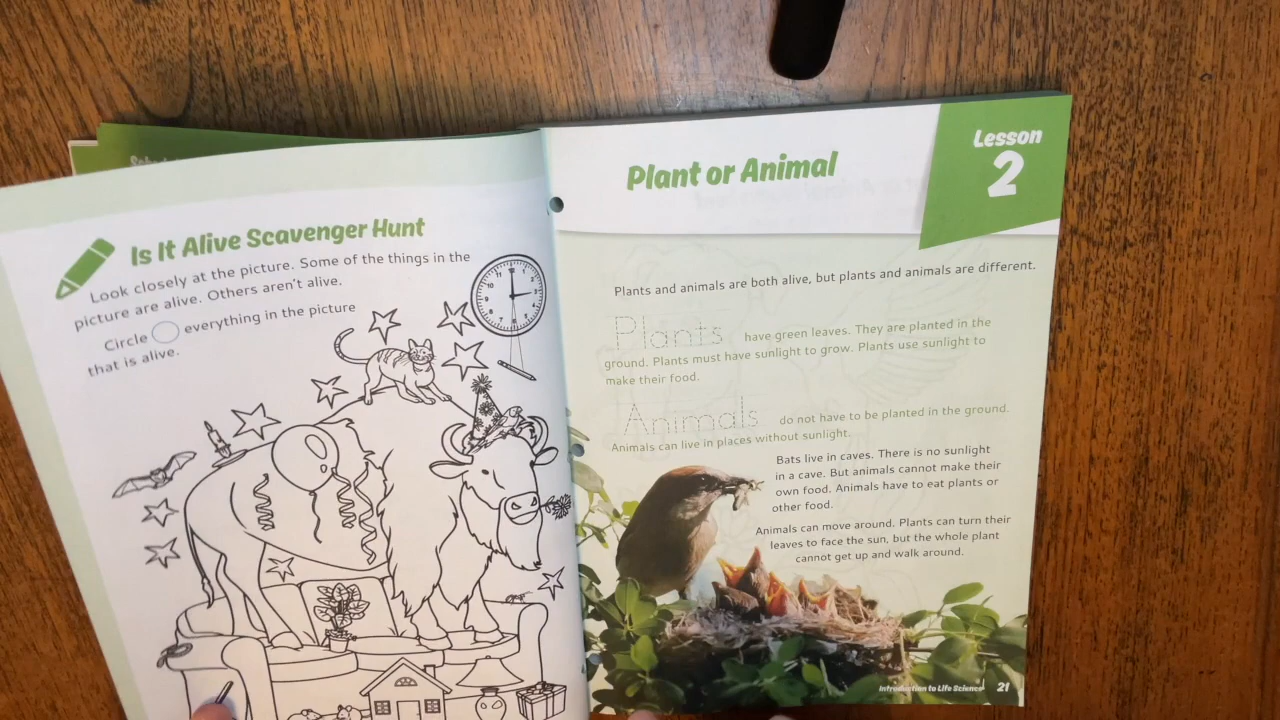 Is It Alive Scavenger Hunt
Look closely at the picture. Some of the things in the
picture are alive. Others aren't alive.
Circle everything in the picture
that is alive.
Lesson
2
Plant or Animal
Plants and animals are both alive, but plants and animals are different.
Plants have green leaves. They are planted in the
ground. Plants must have sunlight to grow. Plants use sunlight to
make their food.
Animals do not have to be planted in the ground.
Animals can live in places without sunlight.
Bats live in caves. There is no sunlight
in a cave. But animals cannot make their
own food. Animals have to eat plants or
other food.
Animals can move around. Plants can turn their
leaves to face the sun, but the whole plant
cannot get up and walk around.
Introduction to Life Science 21